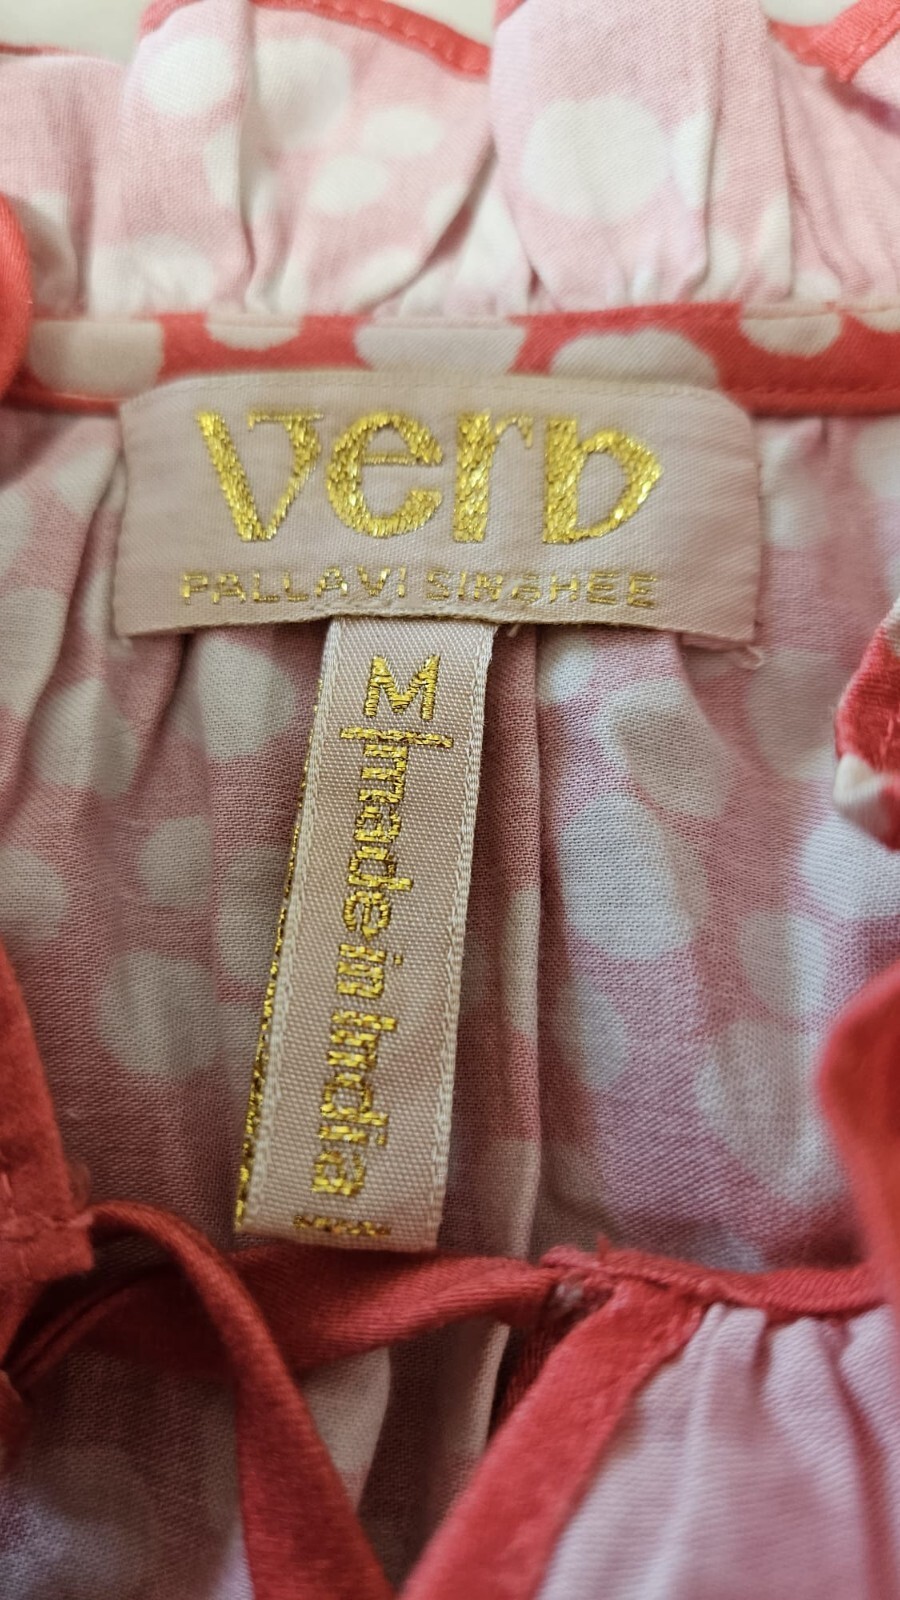 verb
PALLAVI SINGHEE
M | made in India